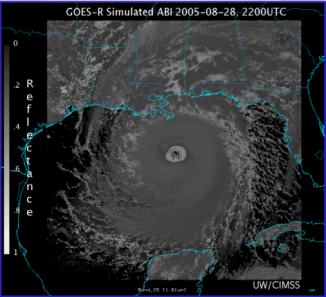 GOES-R Simulated ABI 2005-08-28, 2200UTC
0
.2
.4
.6
.8
1
Reflectance
UW/CIMSS